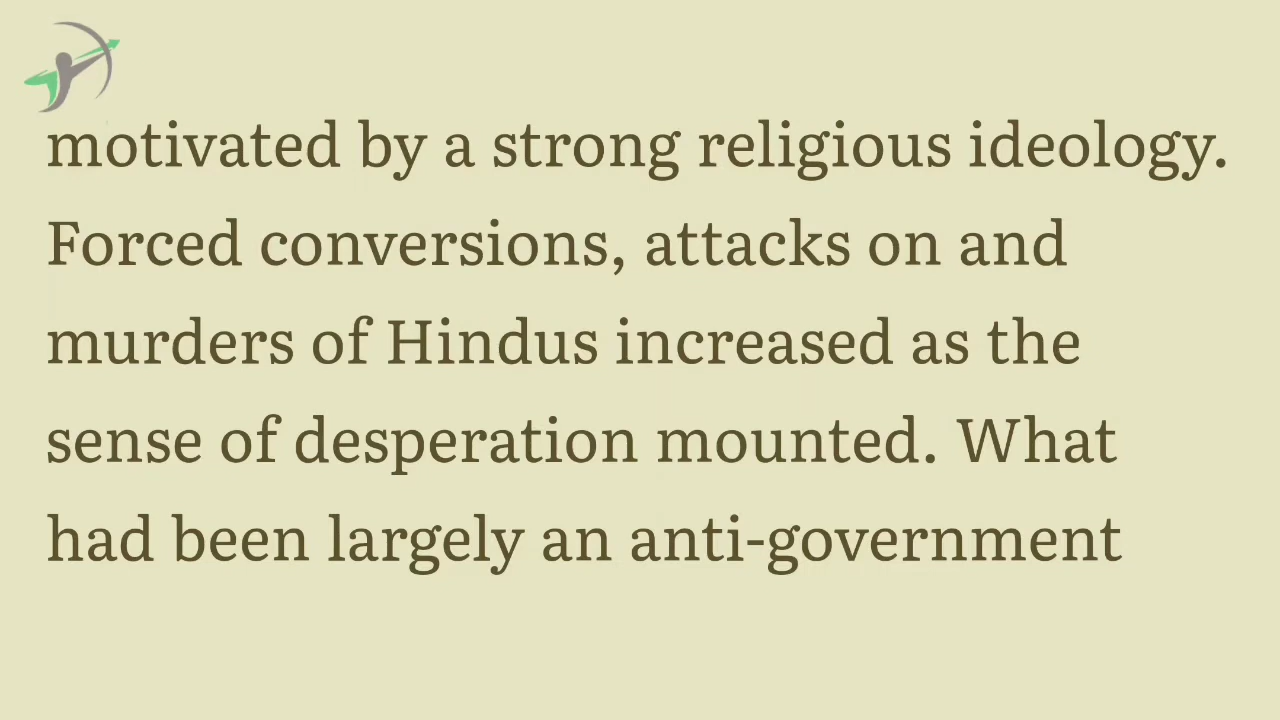 motivated by a strong religious ideology.
Forced conversions, attacks on and
murders of Hindus increased as the
sense of desperation mounted. What
had been largely an anti-government